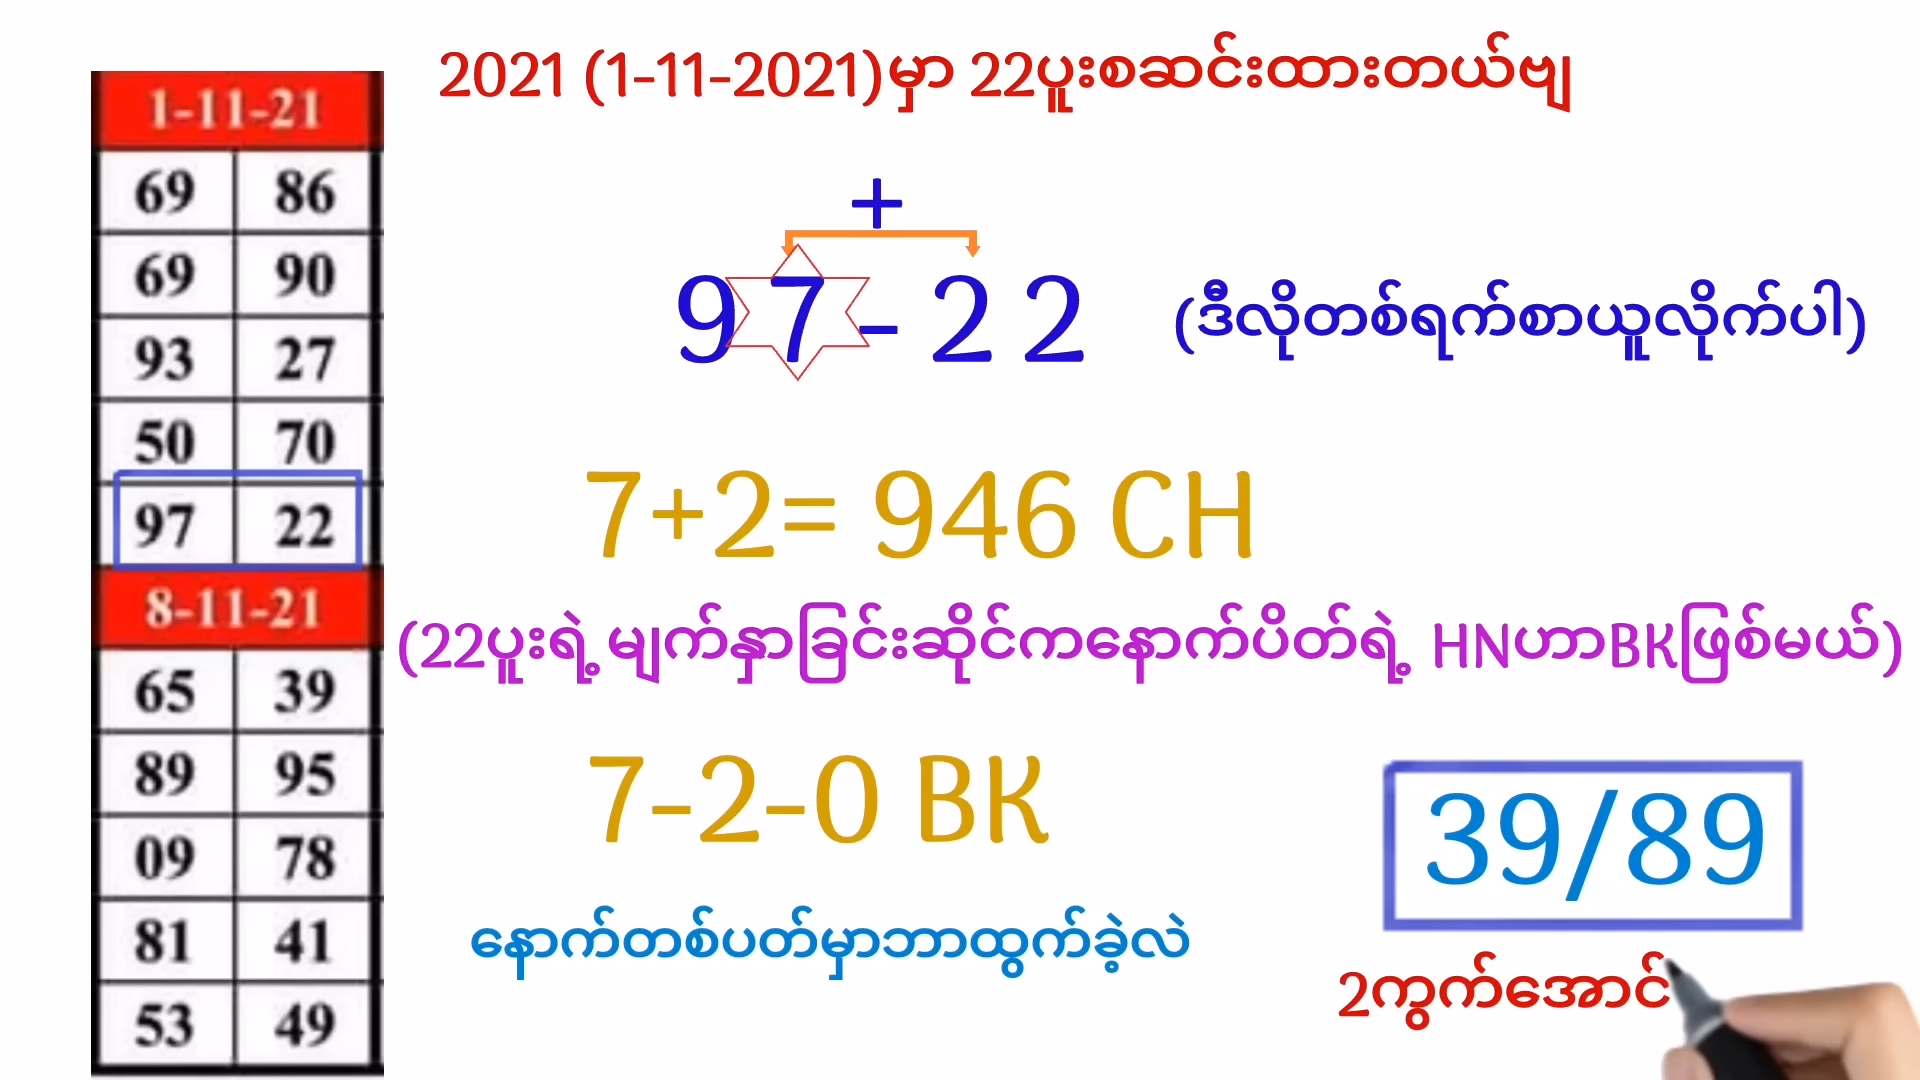 2021 (1-11-2021)မှာ 22ပူးစဆင်းထားတယ်ဗျ
1-11-21
69 86
69 90
93 27
50 70
97 22
8-11-21
65 39
89 95
09 78
81 41
53 49
+
97-22 (ဒီလိုတစ်ရက်စာယူလိုက်ပါ)
7+2= 946 CH
(22ပူးရဲ့ မျက်နှာခြင်းဆိုင်ကနောက်ပိတ်ရဲ့ HNဟာBKဖြစ်မယ်)
7-2-0 BK
39/89
နောက်တစ်ပတ်မှာဘာထွက်ခဲ့လဲ
2ကွက်အောင်